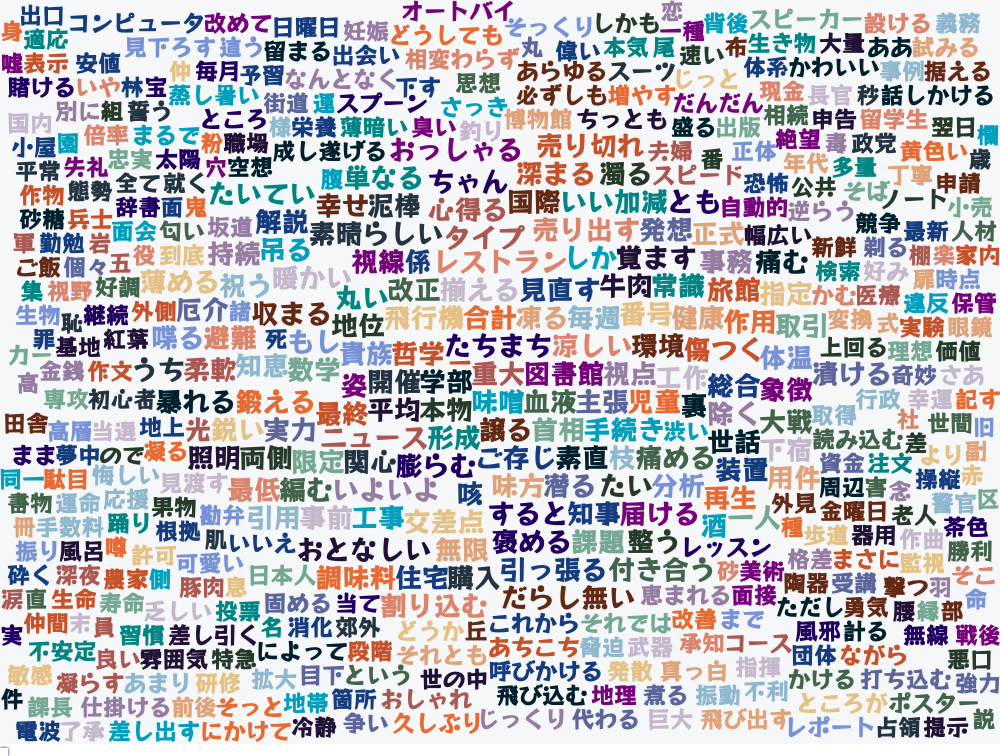 出口 コンピュータ 改めて 日曜日 妊娠 オートバイ そっくり しかも 恋 一種 背後 スピーカー 設ける 義務
身 適応 見下ろす 違う 留まる 出会い どうしても 相変わらず 丸 偉い 本気 尾 速い 布 生き物 大量 ああ 試みる
嘘 表示 安値 仲 毎月 予習 なんとなく 下す 思想 あらゆる スーツ じっと 体系 かわいい 事例 据える
賭ける いや 林 宝 蒸し暑い 街道 運 スプーン さっき 必ずしも 増やす だんだん 現金 長官 秒 話しかける
国内 別に 組 誓う ところ 様 栄養 薄暗い 臭い 釣り 博物館 ちっとも 盛る 出版 相続 申告 留学生 翌日 欄
小屋 園 倍率 まるで 粉 職場 成し遂げる おっしゃる 売り切れ 夫婦 番 正体 絶望 毒 政党 黄色い 歳
平常 失礼 忠実 太陽 穴 空想 腹 単なる ちゃん 深まる 濁る スピード 恐怖 年代 多量 丁寧 申請
作物 態勢 全て 就く たいてい 幸せ 泥棒 心得る 国際 いい加減 とも 自動的 公共 そば ノート 小売
砂糖 兵士 辞書 面 鬼 坂道 解説 素晴らしい タイプ 売り出す 発想 正式 幅広い 逆らう 競争 最新 人材
軍 勤勉 岩 面会 匂い 役 到底 持続 吊る 視線 係 レストラン しか 覚ます 事務 痛む 新鮮 剃る 棚 薬 家内
ご飯 個々 五 薄める 祝う 暖かい 丸い 改正 揃える 見直す 牛肉 常識 旅館 指定 かむ 検索 好み 医療 扉 時点
集 視野 好調 外側 厄介 諸 収まる 地位 飛行機 合計 凍る 毎週 番号 健康 作用 取引 変換 式 実験 違反 保管 眼鏡
生物 恥 継続 罪 基地 紅葉 喋る 避難 死 もし 貴族 哲学 たちまち 涼しい 環境 傷つく 体温 上回る 理想 価値
カー 高 金銭 作文 うち 柔軟 知恵 数学 姿 開催 学部 重大 図書館 視点 工作 総合 象徴 漬ける 奇妙 さあ
専攻 初心者 暴れる 鍛える 最終 平均 本物 味噌 血液 主張 児童 裏 除く 大戦 取得 行政 幸運 記す
田舎 高層 当選 地上 光 鋭い 実力 ニュース 形成 譲る 首相 手続き 渋い 世話 下宿 読み込む 差 社 世間 旧
まま 夢中 ので 凝る 照明 両側 限定 関心 膨らむ ご存じ 素直 枝 痛める 装置 用件 資金 注文 より 副
同一 駄目 悔しい 見渡す 最低 編む いよいよ 咳 味方 潜る たい 分析 再生 外見 周辺 害 念 操縦 赤
書物 運命 応援 男物 勘弁 引用 事前 工事 交差点 すると 知事 届ける 酒 一人 種 金曜日 老人 警官 区
冊 手数料 踊り 根拠 肌 いいえ おとなしい 無限 褒める 課題 整う レッスン 歩道 器用 作曲 茶色
振り 風呂 噂 許可 可愛い 日本人 調味料 住宅 購入 引っ張る 付き合う 砂 美術 格差 まさに 監視 勝利
砕く 深夜 農家 側 豚肉 息 固める 当て 割り込む だらし無い 恵まれる 面接 陶器 受講 撃つ 羽 そこ
涙 直 生命 寿命 乏しい 投票 名 消化 郊外 どうか 丘 これから それでは 改善 まで ただし 勇気 腰 縁 部 命
実 仲間 末 員 習慣 差し引く によって 段階 それとも あちこち 脅迫 武器 承知 コース 風邪 計る 無線 戦後
不安定 良い 雰囲気 特急 目下 という 世の中 呼びかける 発散 真っ白 指揮 団体 ながら 悪口
敏感 凝らす あまり 研修 拡大 地帯 箇所 おしゃれ 飛び込む 地理 煮る 振動 不利 かける 打ち込む 強力
件 課長 仕掛ける 前後 そっと 冷静 争い 久しぶり じっくり 代わる 巨大 飛び出す ところが ポスター
電波 了承 差し出す にかけて レポート 占領 提示 説